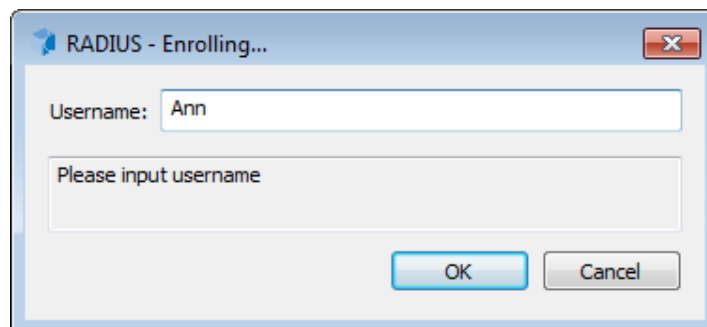 RADIUS - Enrolling...
Username: Ann
Please input username
OK Cancel